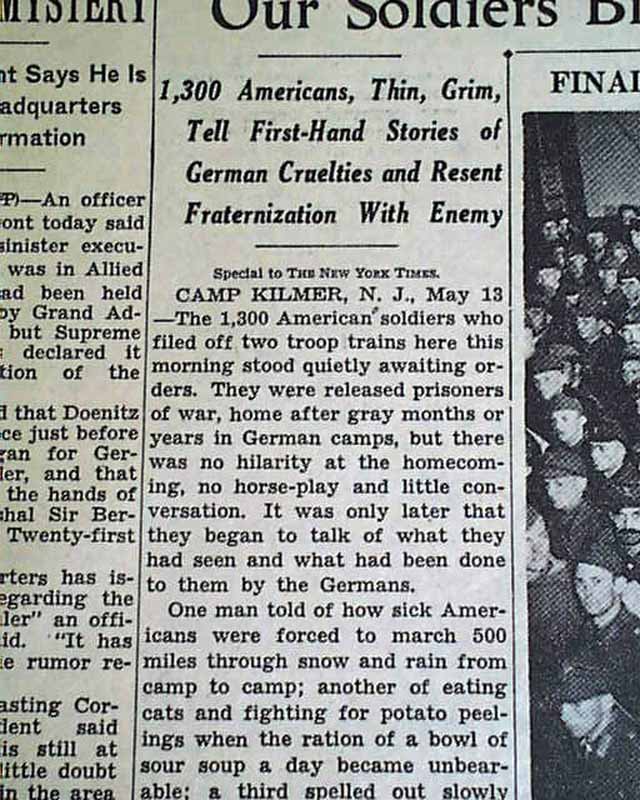 MYSTERY
nt Says He Is
adquarters
rmation
P)—An officer
ont today said
sinister execu-
was in Allied
ad been held
by Grand Ad-
but Supreme
declared it
tion of the
d that Doenitz
ce just before
gan for Ger-
ler, and that
the hands of
shal Sir Ber-
Twenty-first
rters has is-
egarding the
ler" an offi-
id. "It has
e rumor re-
asting Cor-
dent said
is still at
little doubt
in the area
Our Soldiers
1,300 Americans, Thin, Grim,
Tell First-Hand Stories of
German Cruelties and Resent
Fraternization With Enemy
Special to THE NEW YORK TIMES.
CAMP KILMER, N. J., May 13
—The 1,300 American soldiers who
filed off two troop trains here this
morning stood quietly awaiting or-
ders. They were released prisoners
of war, home after gray months or
years in German camps, but there
was no hilarity at the homecom-
ing, no horse-play and little con-
versation. It was only later that
they began to talk of what they
had seen and what had been done
to them by the Germans.
One man told of how sick Amer-
icans were forced to march 500
miles through snow and rain from
camp to camp; another of eating
cats and fighting for potato peel-
ings when the ration of a bowl of
sour soup a day became unbear-
able; a third spelled out slowly
FINAL